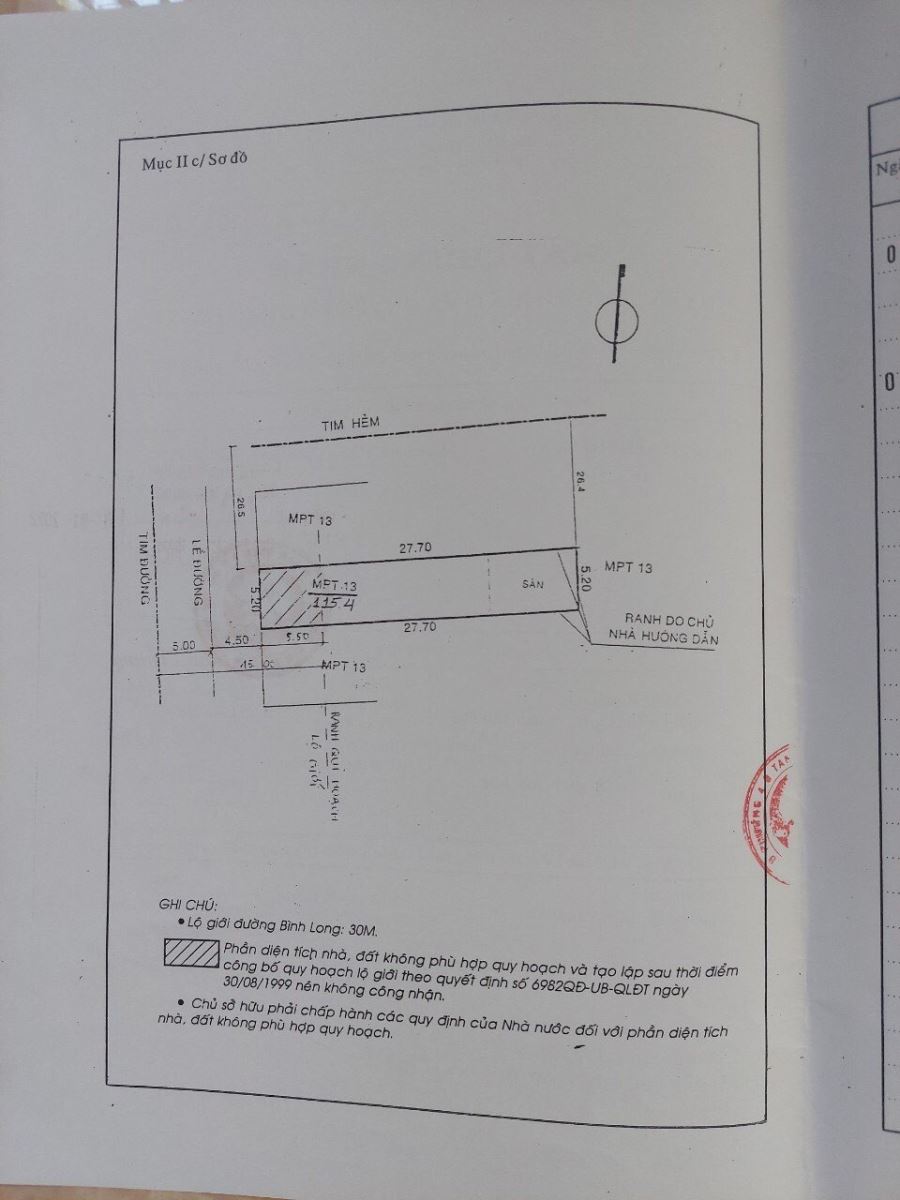 Mục II c/ Sơ đồ
Ngà
0
0
TIM HẺM
26.5
26.4
MPT 13
27.70
TIM ĐƯỜNG
LỀ ĐƯỜNG
5.20
MPT 13
115.4
SÂN
5.20
MPT 13
27.70
RANH DO CHỦ
NHÀ HƯỚNG DẪN
5.00
4.50
5.50
15.00
MPT 13
RANH QUI HOẠCH
LỘ GIỚI
GHI CHÚ:
• Lộ giới đường Bình Long: 30M.
Phần diện tích nhà, đất không phù hợp quy hoạch và tạo lập sau thời điểm
công bố quy hoạch lộ giới theo quyết định số 6982QĐ-UB-QLĐT ngày
30/08/1999 nên không công nhận.
• Chủ sở hữu phải chấp hành các quy định của Nhà nước đối với phần diện tích
nhà, đất không phù hợp quy hoạch.